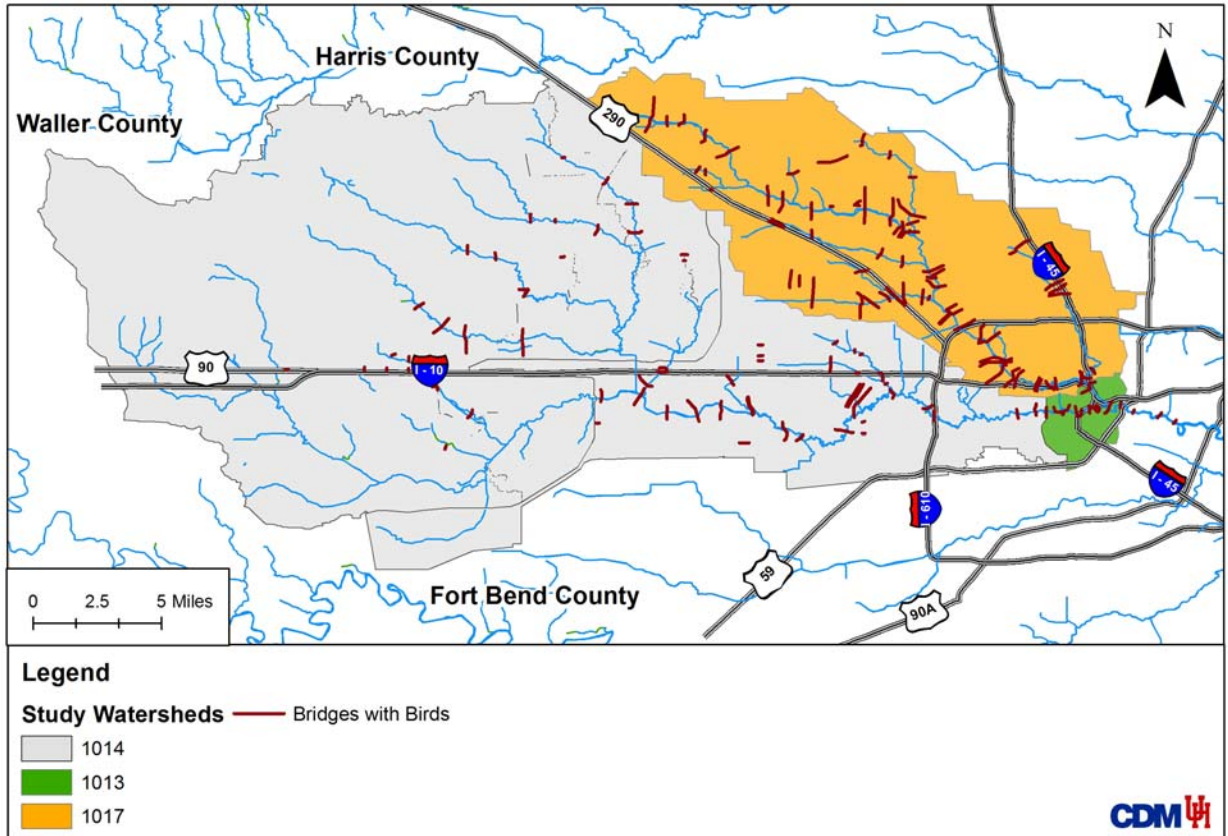 N
Harris County
Waller County
290
I-45
90
I-10
I-45
I-610
59
90A
Fort Bend County
0 2.5 5 Miles
Legend
Study Watersheds Bridges with Birds
1014
1013
1017
CDM UH